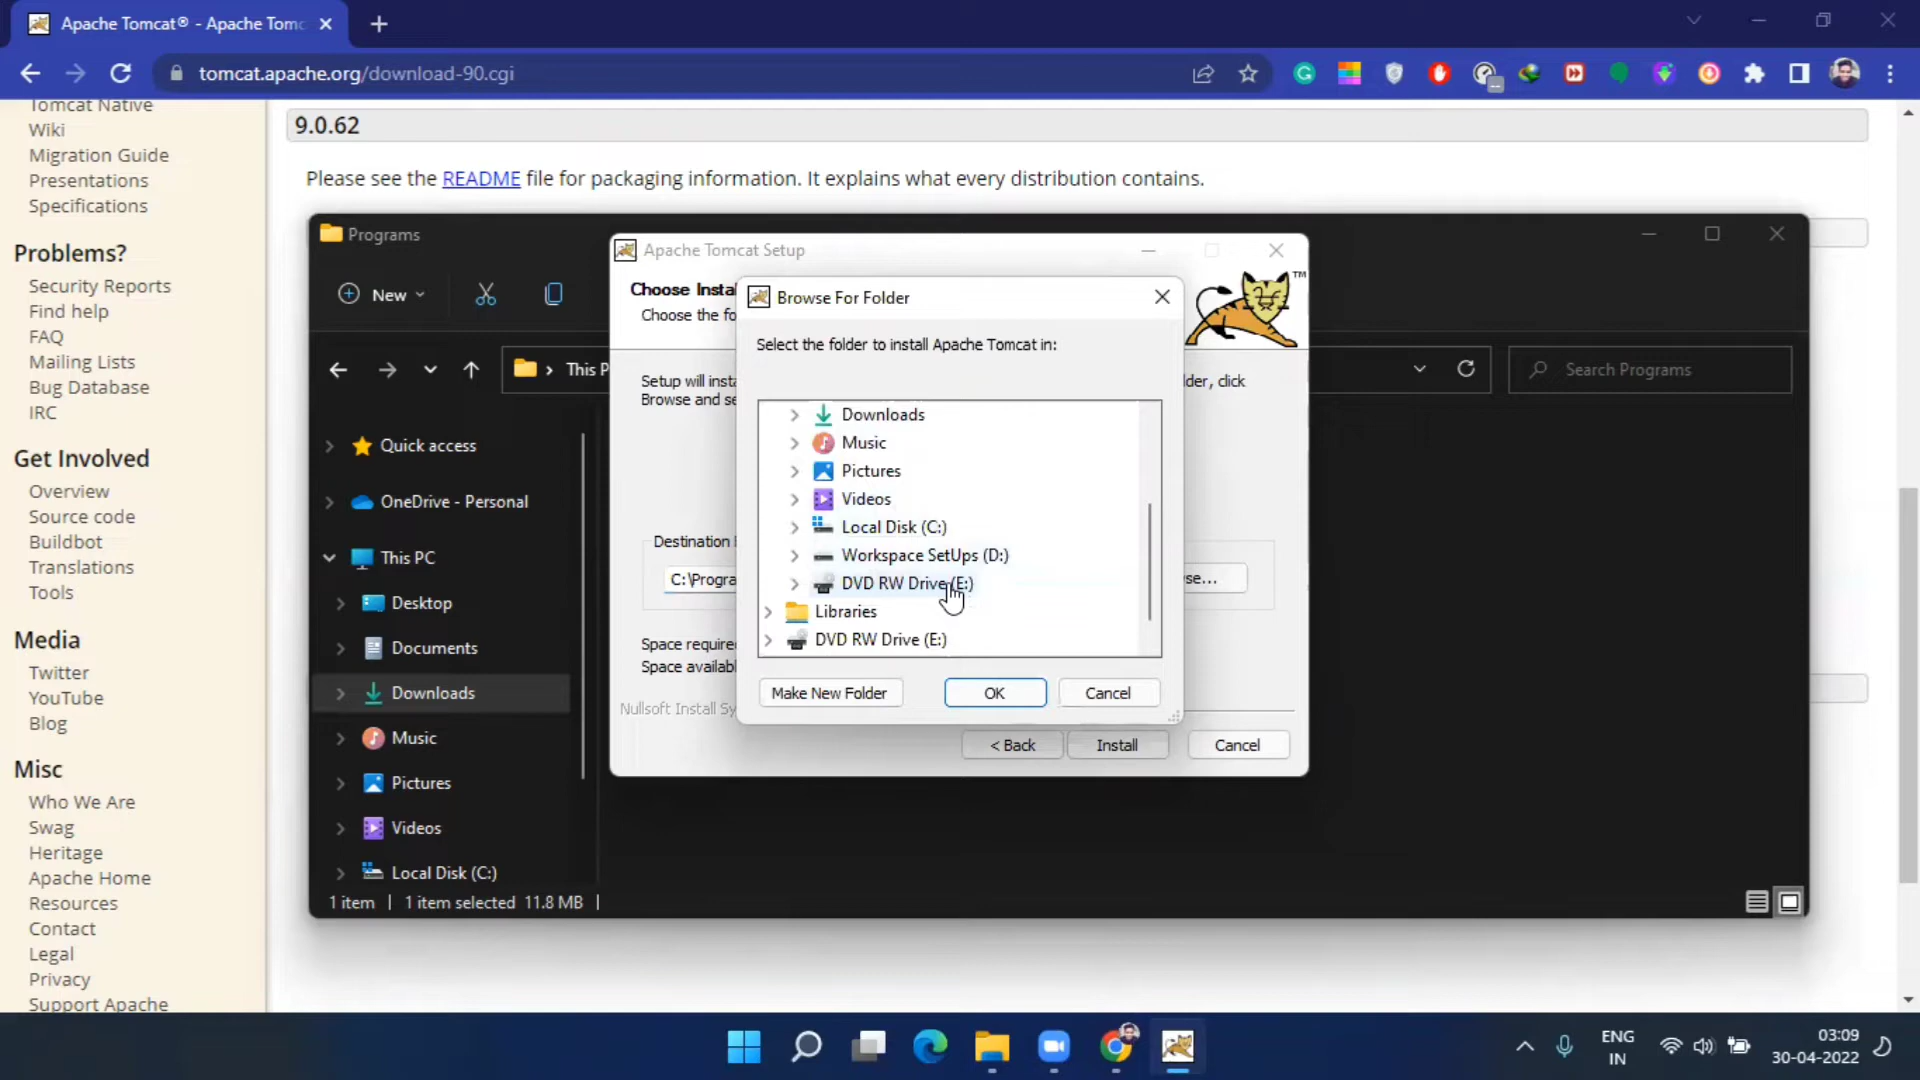 Apache Tomcat® - Apache Tomc
tomcat.apache.org/download-90.cgi
Tomcat Native
Wiki
Migration Guide
Presentations
Specifications
Problems?
Security Reports
Find help
FAQ
Mailing Lists
Bug Database
IRC
Get Involved
Overview
Source code
Buildbot
Translations
Tools
Media
Twitter
YouTube
Blog
Misc
Who We Are
Swag
Heritage
Apache Home
Resources
Contact
Legal
Privacy
Support Apache
9.0.62
Please see the README file for packaging information. It explains what every distribution contains.
Programs
New
This P
Search Programs
Quick access
OneDrive - Personal
This PC
Desktop
Documents
Downloads
Music
Pictures
Videos
Local Disk (C:)
1 item | 1 item selected 11.8 MB |
Apache Tomcat Setup
Choose Insta
Choose the fo
TM
Setup will insta
lder, click
Browse and se
Destination
C:\Progra
se...
Space require
Space availab
Nullsoft Install Sy
< Back
Install
Cancel
Browse For Folder
Select the folder to install Apache Tomcat in:
Downloads
Music
Pictures
Videos
Local Disk (C:)
Workspace SetUps (D:)
DVD RW Drive (E:)
Libraries
DVD RW Drive (E:)
Make New Folder
OK
Cancel
ENG
IN
03:09
30-04-2022